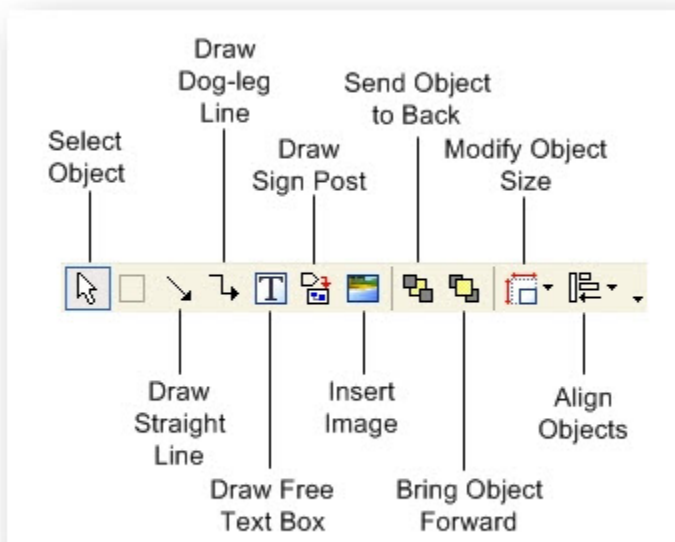 Draw
Dog-leg
Line
Send Object
to Back
Select
Object
Draw
Sign Post
Modify Object
Size
T
Draw
Straight
Line
Insert
Image
Align
Objects
Draw Free
Text Box
Bring Object
Forward